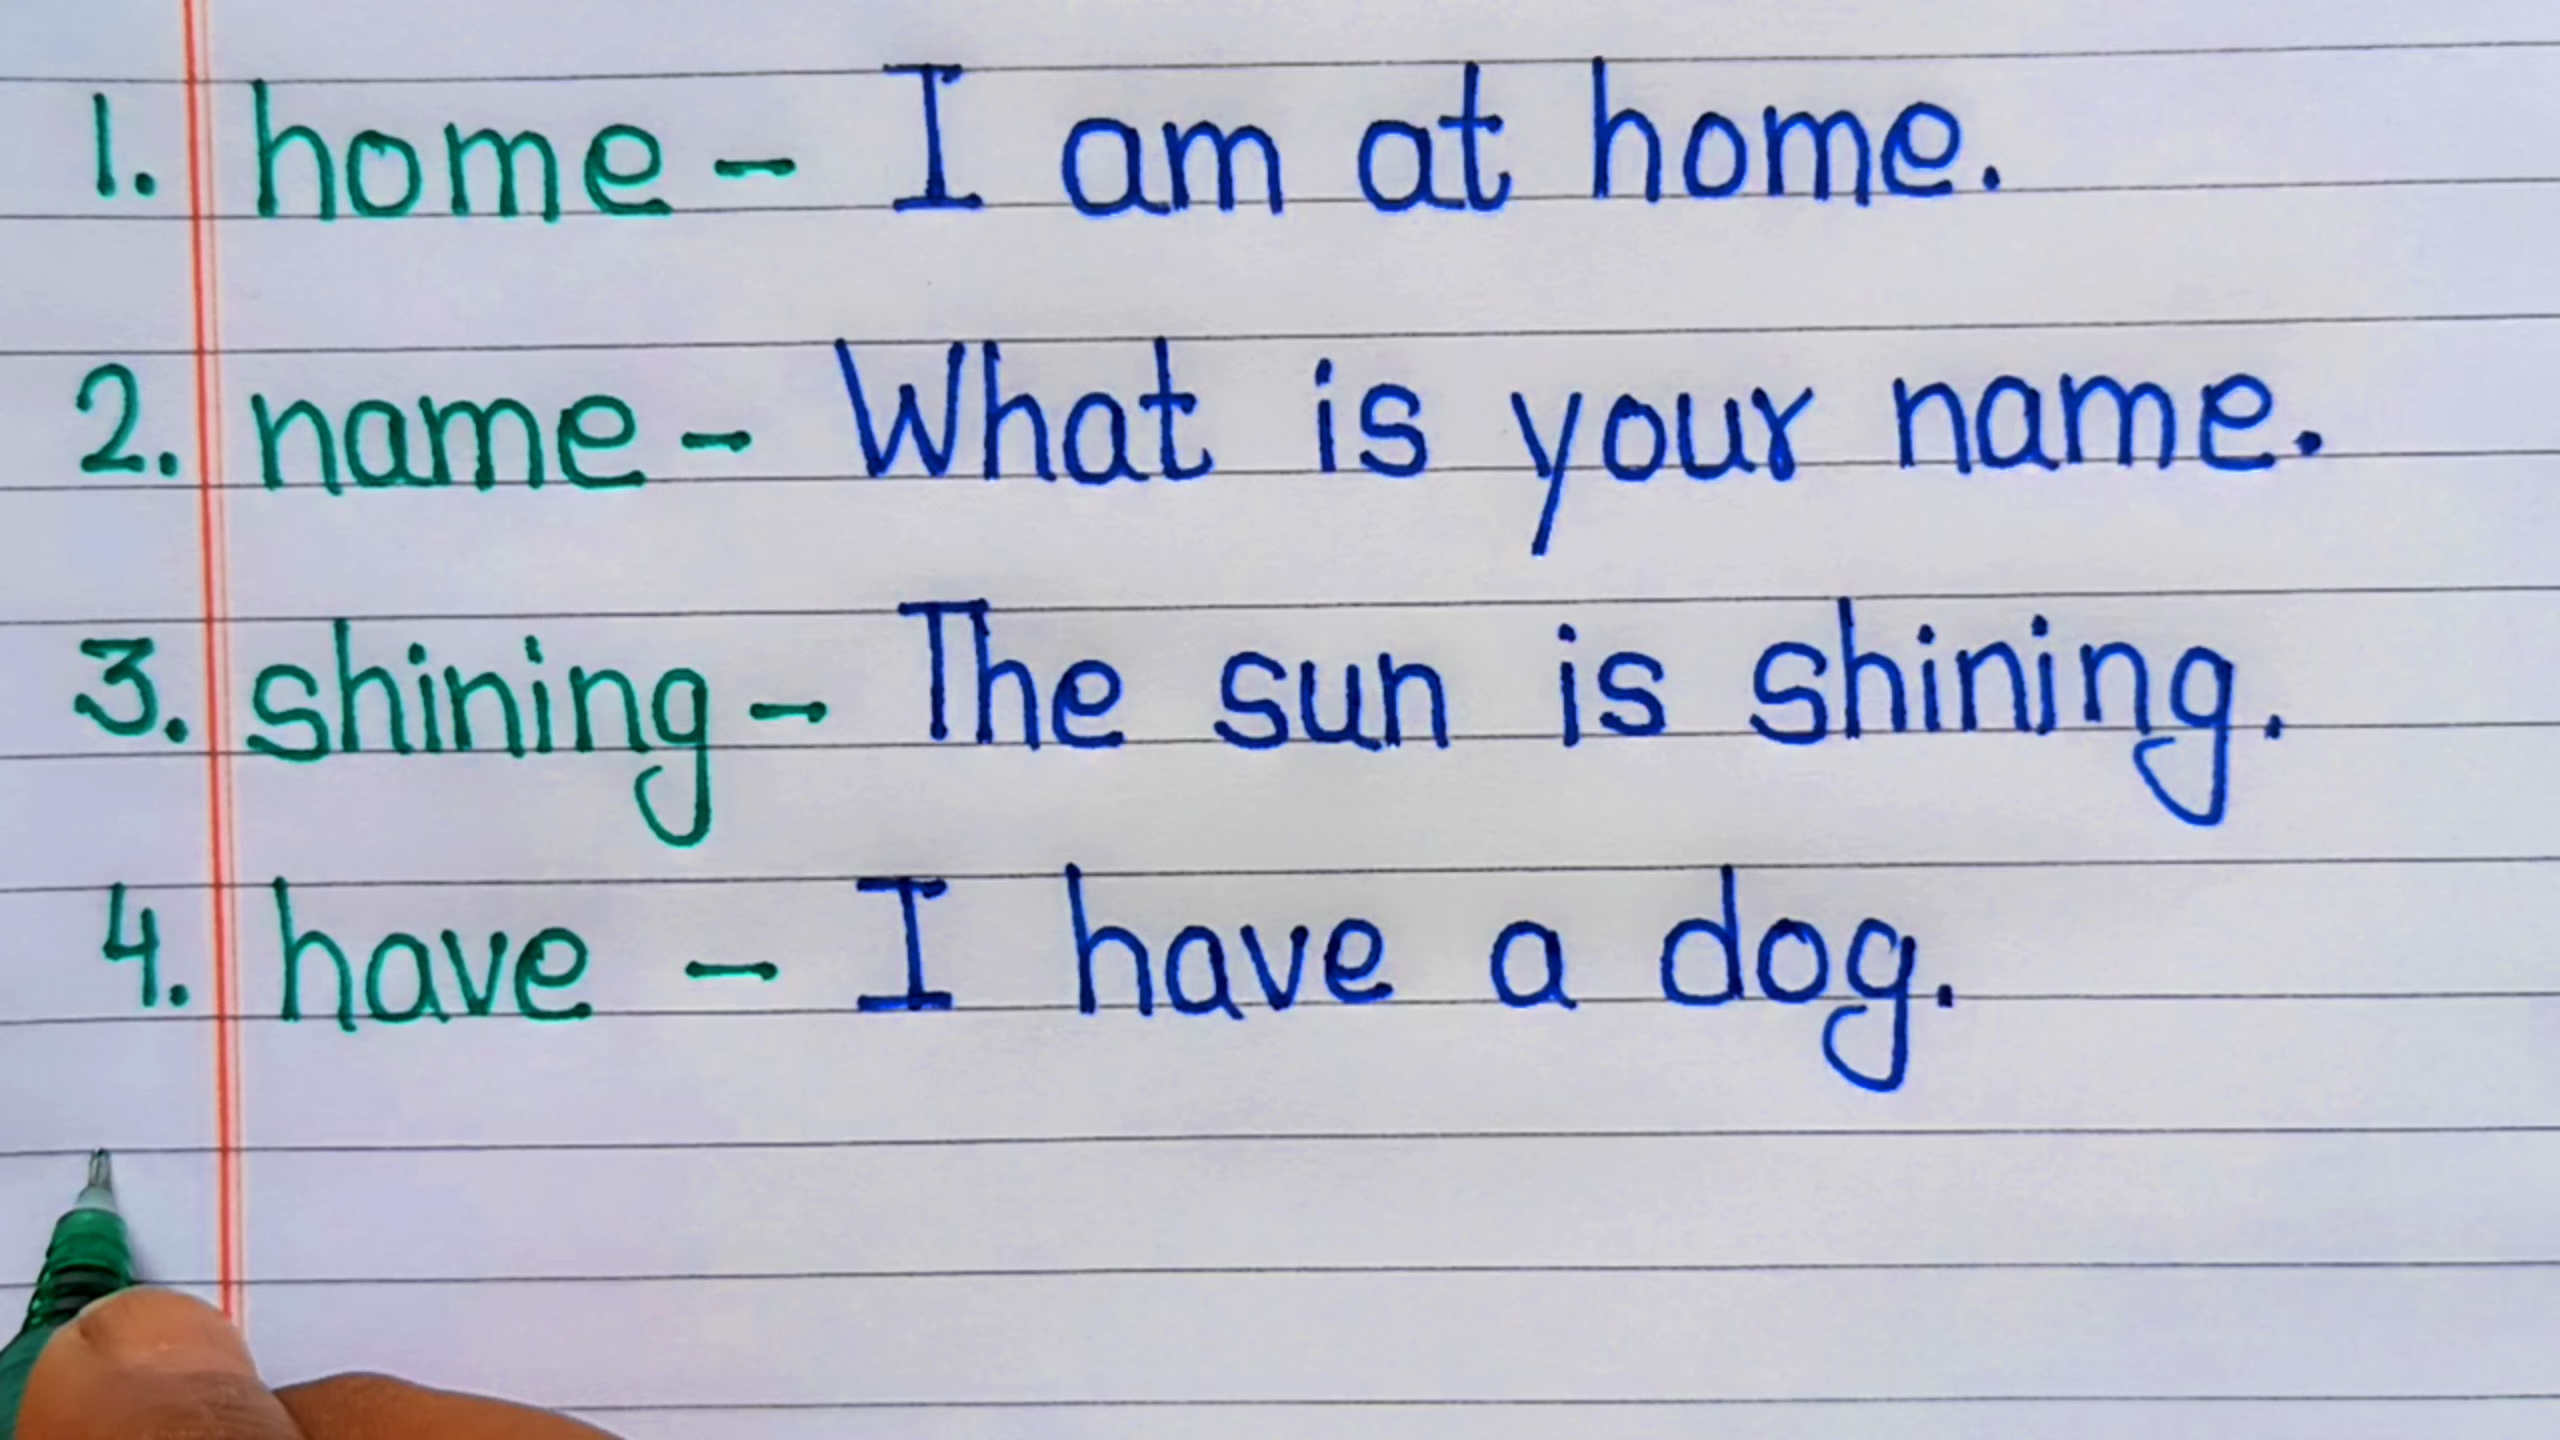 1. home - I am at home.
2. name - What is your name.
3. shining - The sun is shining.
4. have - I have a dog.